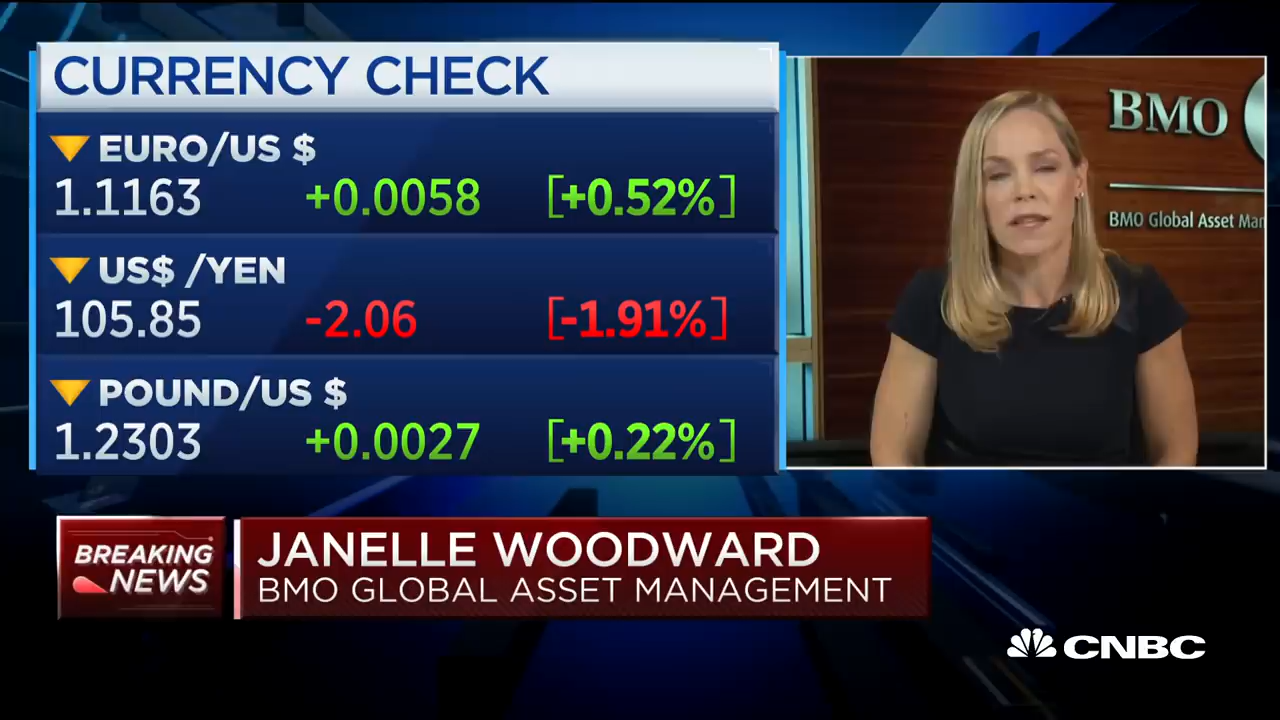 CURRENCY CHECK
EURO/US $
1.1163 +0.0058 [+0.52%]
US$ /YEN
105.85 -2.06 [-1.91%]
POUND/US $
1.2303 +0.0027 [+0.22%]
BMO
BMO Global Asset Mar
BREAKING
NEWS
JANELLE WOODWARD
BMO GLOBAL ASSET MANAGEMENT
CNBC